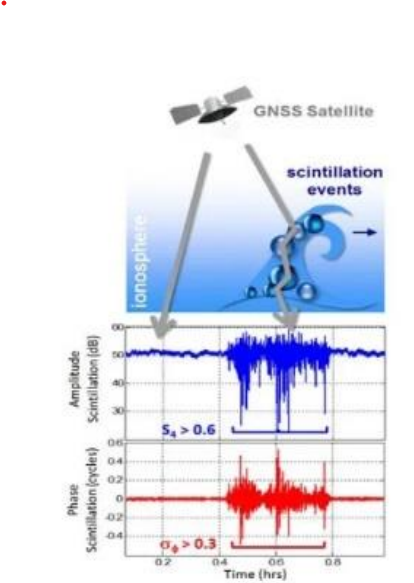 GNSS Satellite
scintillation
events
ionosphere
Amplitude
Scintillation (dB)
60
50
40
30
S₄ > 0.6
Phase
Scintillation (cycles)
0.6
0.4
0.2
0
-0.2
-0.4
σɸ > 0.3
0.2 0.4 0.6 0.8
Time (hrs)